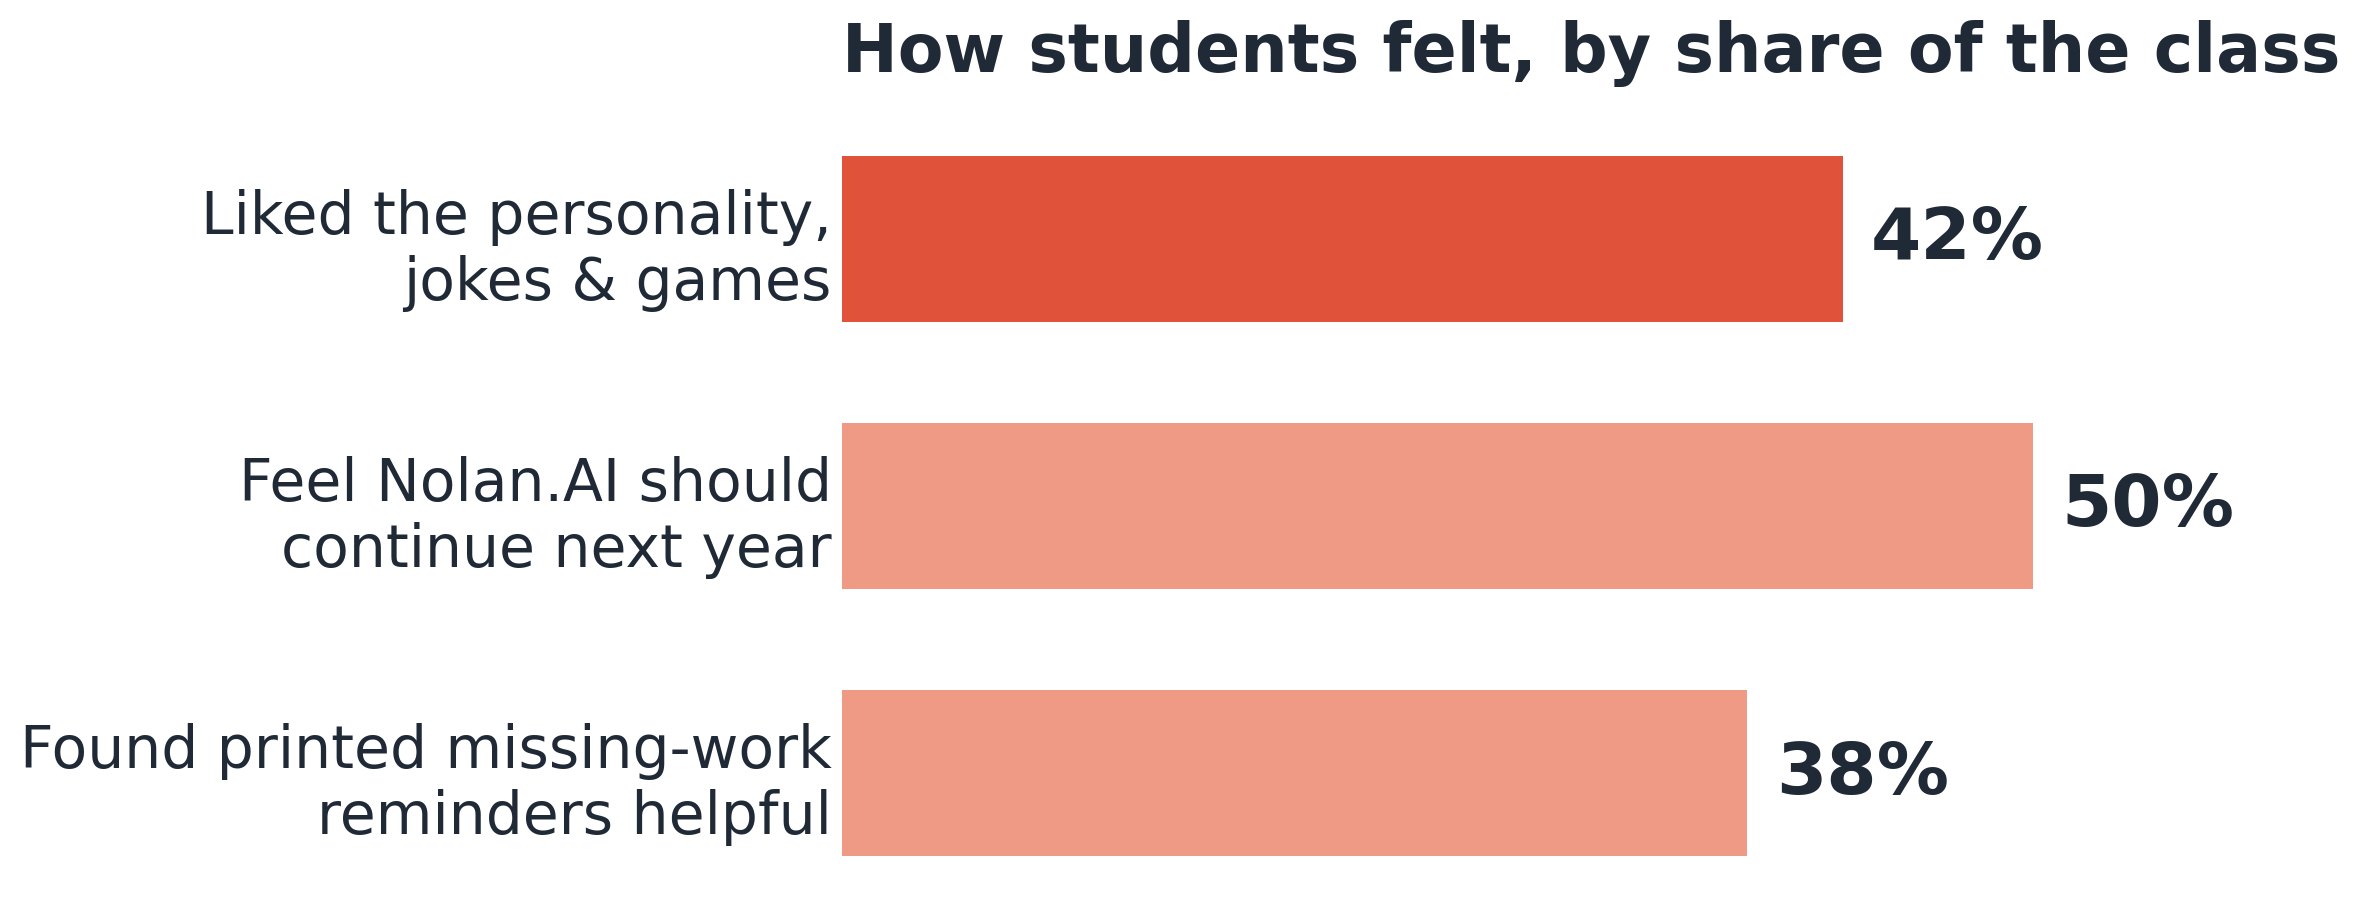 How students felt, by share of the class
Liked the personality,
jokes & games
42%
Feel Nolan.AI should
continue next year
50%
Found printed missing-work
reminders helpful
38%